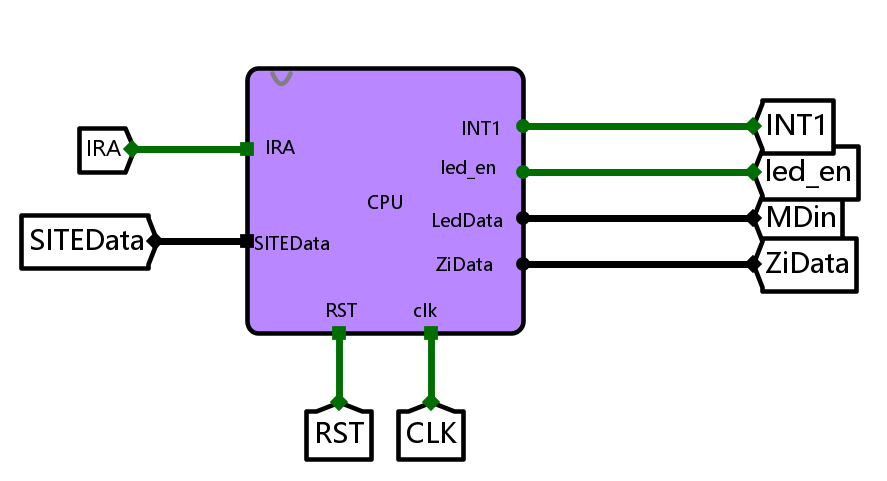 INT1
INT1
IRA
IRA
led_en
led_en
CPU
LedData
MDin
SITEData
SITEData
ZiData
ZiData
RST
clk
RST
CLK